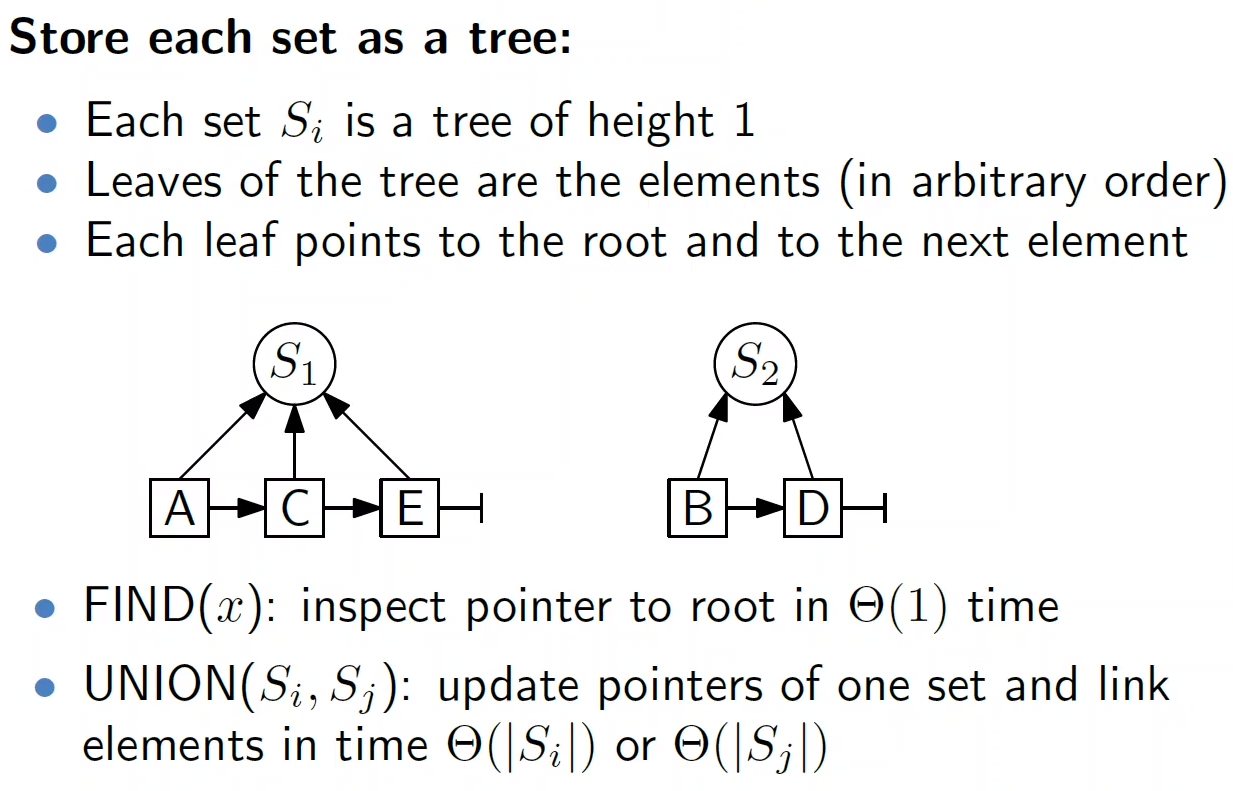 Store each set as a tree:
• Each set $S_i$ is a tree of height 1
• Leaves of the tree are the elements (in arbitrary order)
• Each leaf points to the root and to the next element
$S_1$ $S_2$
A C E B D
• FIND($x$): inspect pointer to root in $\Theta(1)$ time
• UNION($S_i, S_j$): update pointers of one set and link
elements in time $\Theta(|S_i|)$ or $\Theta(|S_j|)$